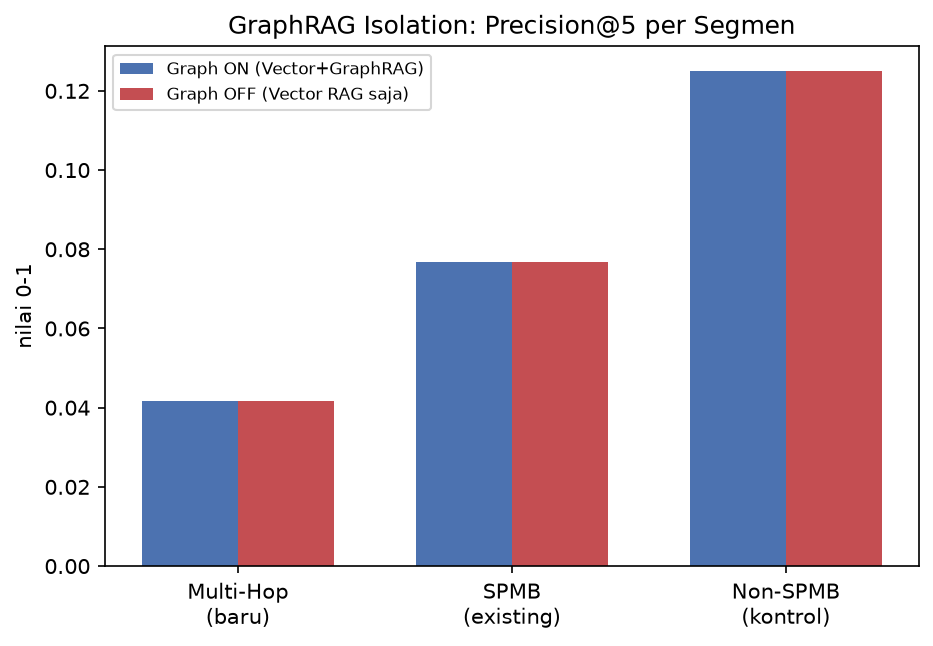 GraphRAG Isolation: Precision@5 per Segmen
Graph ON (Vector+GraphRAG)
Graph OFF (Vector RAG saja)
nilai 0-1
0.12
0.10
0.08
0.06
0.04
0.02
0.00
Multi-Hop
(baru)
SPMB
(existing)
Non-SPMB
(kontrol)